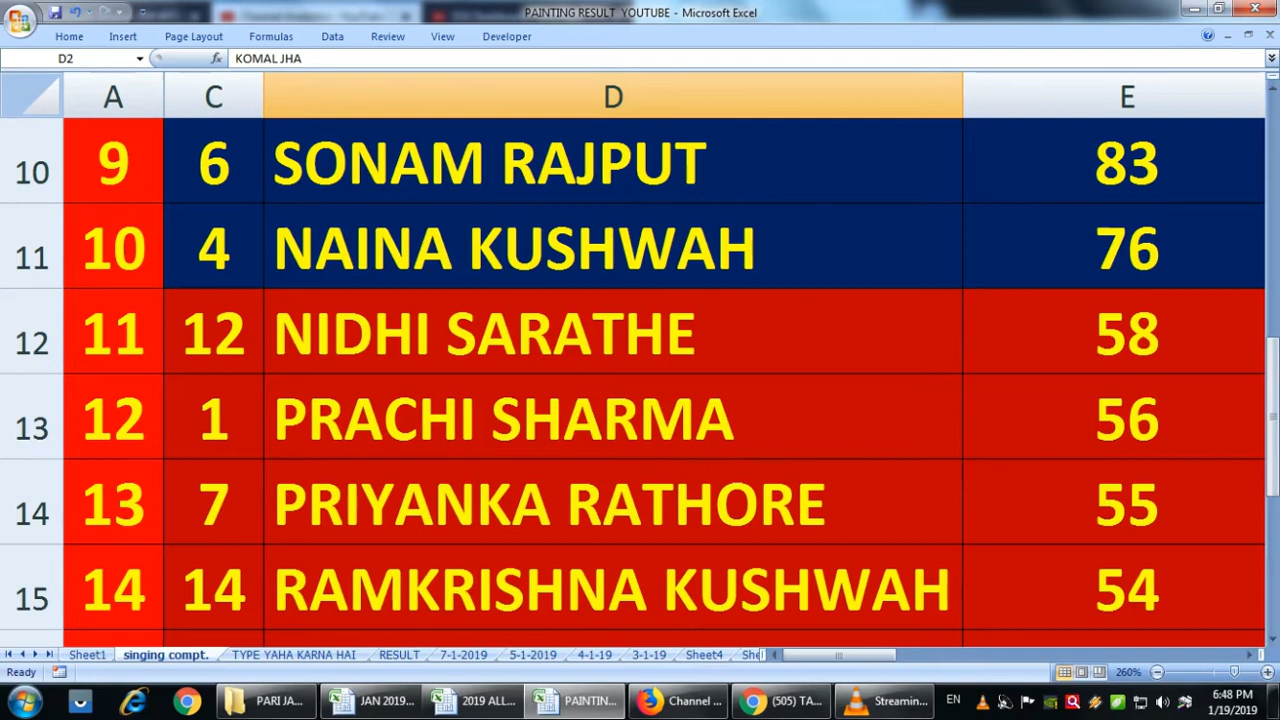 PAINTING RESULT YOUTUBE - Microsoft Excel
Home Insert Page Layout Formulas Data Review View Developer
D2 fx KOMAL JHA
A C D E
10 9 6 SONAM RAJPUT 83
11 10 4 NAINA KUSHWAH 76
12 11 12 NIDHI SARATHE 58
13 12 1 PRACHI SHARMA 56
14 13 7 PRIYANKA RATHORE 55
15 14 14 RAMKRISHNA KUSHWAH 54
Sheet1 singing compt. TYPE YAHA KARNA HAI RESULT 7-1-2019 5-1-2019 4-1-19 3-1-19 Sheet4 She
Ready 260%
PARI JA... JAN 2019... 2019 ALL... PAINTIN... Channel ... (505) TA... Streamin... EN 6:48 PM
1/19/2019